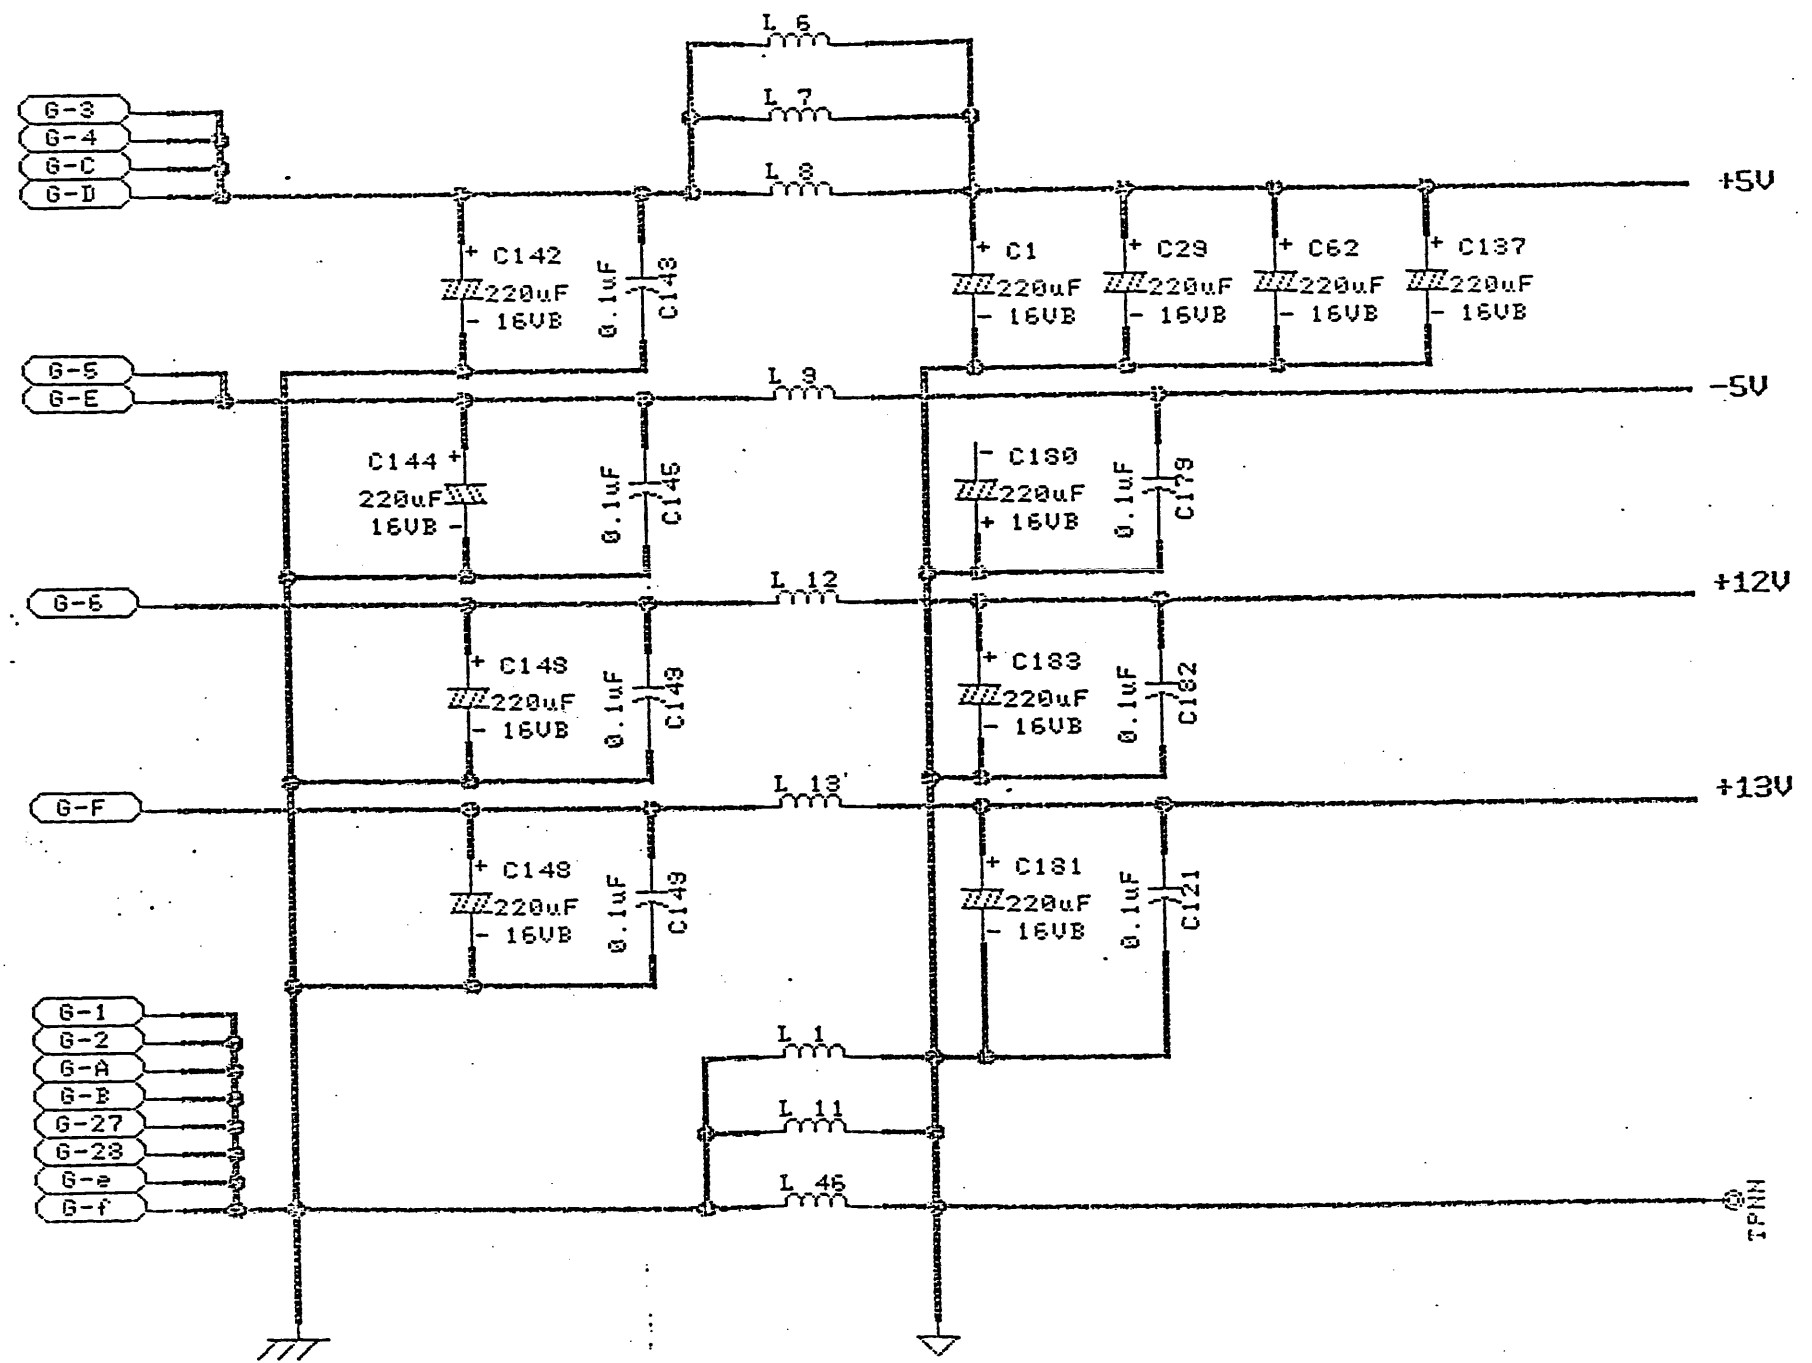 L 6
G-3
L 7
G-4
G-C
L 8
G-D
+5V
+ C142
220uF
- 16VB
0.1uF
C143
+ C1
220uF
- 16VB
+ C29
220uF
- 16VB
+ C62
220uF
- 16VB
+ C137
220uF
- 16VB
G-5
G-E
L 9
-5V
C144 +
220uF
16VB -
0.1uF
C145
- C180
220uF
+ 16VB
0.1uF
C179
G-6
L 12
+12V
+ C148
220uF
- 16VB
0.1uF
C149
+ C183
220uF
- 16VB
0.1uF
C182
G-F
L 13
+13V
+ C148
220uF
- 16VB
0.1uF
C149
+ C181
220uF
- 16VB
0.1uF
C121
G-1
G-2
G-A
G-B
G-27
G-28
G-e
G-f
L 1
L 11
L 46
TPNN